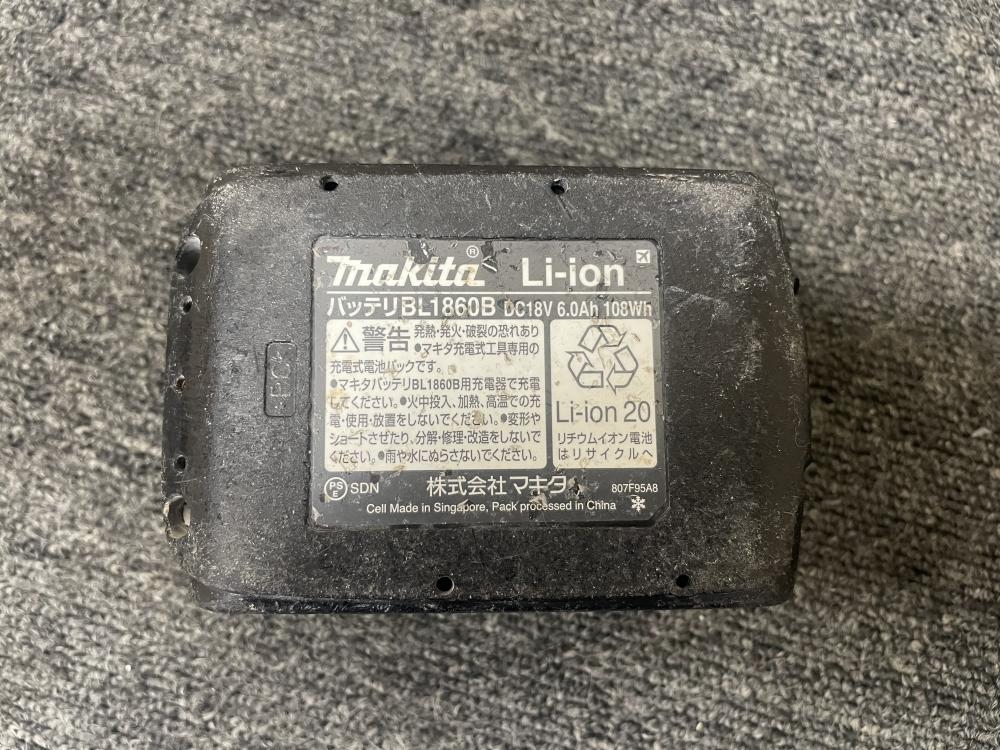 makita® Li-ion
バッテリBL1860B DC18V 6.0Ah 108Wh
警告 発熱・発火・破裂の恐れあり
●マキタ充電式工具専用の
充電式電池パックです。
●マキタバッテリBL1860B用充電器で充電
してください。●火中投入、加熱、高温での充
電・使用・放置をしないでください。●変形や
ショートさせたり、分解・修理・改造をしないで
ください。●雨や水にぬらさないでください。
Li-ion 20
リチウムイオン電池
はリサイクルへ
PSE SDN 株式会社マキタ 807F95A8
Cell Made in Singapore, Pack processed in China